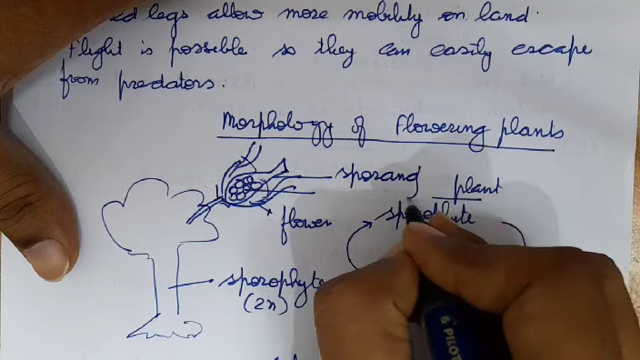 legs allow more mobility on land.
Flight is possible so they can easily escape
from predators.
Morphology of Flowering plants
sporang
plant
flower
sporophyte
(2n)
6 PILOT